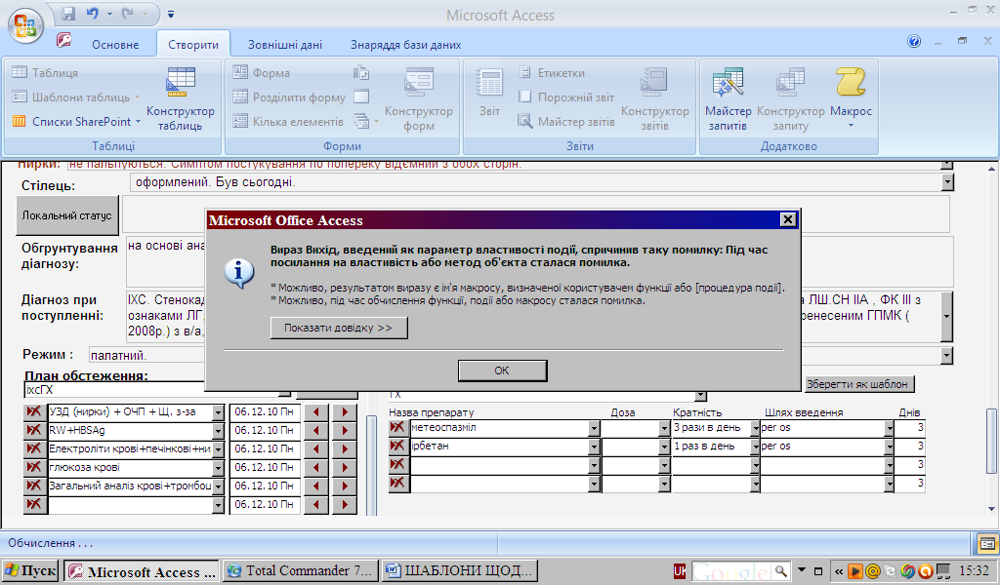 Microsoft Access
Основне
Створити
Зовнішні дані
Знаряддя бази даних
Таблиця
Шаблони таблиць
Списки SharePoint
Конструктор таблиць
Таблиці
Форма
Розділити форму
Кілька елементів
Конструктор форм
Форми
Звіт
Етикетки
Порожній звіт
Майстер звітів
Конструктор звітів
Звіти
Майстер запитів
Конструктор запиту
Макрос
Додатково
Нирки: не пальпуються. Симптом постукування по попереку від'ємний з обох сторін.
Стілець: оформлений. Був сьогодні.
Локальний статус
Обгрунтування діагнозу:
на основі ана
Діагноз при поступленні:
ІХС. Стенокад
ознаками ЛГ,
2008р.) з в/а,
ЛШ.СН ІІА , ФК ІІІ з
ренесеним ГПМК (
Режим : палатний.
Microsoft Office Access
Вираз Вихід, введений як параметр властивості події, спричинив таку помилку: Під час
посилання на властивість або метод об'єкта сталася помилка.
* Можливо, результатом виразу є ім'я макросу, визначеної користувачем функції або [процедура події].
* Можливо, під час обчислення функції, події або макросу сталася помилка.
Показати довідку >>
ОК
План обстеження:
іхсГХ
ГХ
Зберегти як шаблон
УЗД (нирки) + ОЧП + Щ. з-за 06.12.10 Пн
RW+HBSAg 06.12.10 Пн
Електроліти крові+печінкові+ни 06.12.10 Пн
глюкоза крові 06.12.10 Пн
Загальний аналіз крові+тромбоц 06.12.10 Пн
06.12.10 Пн
Назва препарату Доза Кратність Шлях введення Днів
метеоспазміл 3 рази в день per os 3
ірбетан 1 раз в день per os 3
3
3
Обчислення . . .
Пуск
Microsoft Access ...
Total Commander 7...
ШАБЛОНИ ЩОД...
UK
Google
15:32